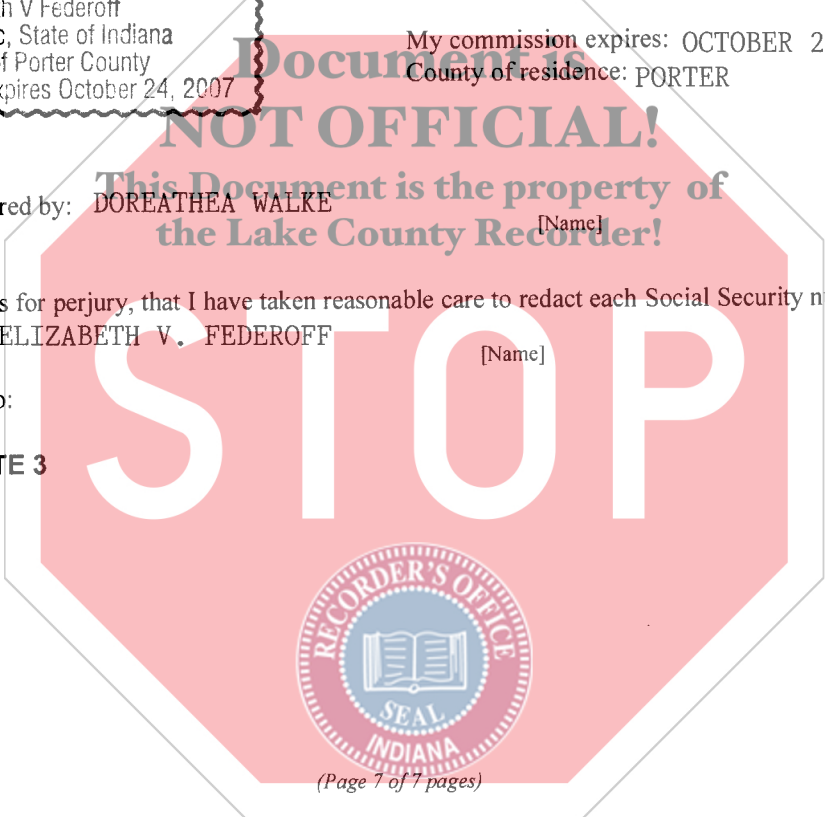 h V Federoff
c, State of Indiana
f Porter County
xpires October 24, 2007
My commission expires: OCTOBER 2
County of residence: PORTER
Document is
NOT OFFICIAL!
This Document is the property of
the Lake County Recorder!
red by: DOREATHEA WALKE
[Name]
s for perjury, that I have taken reasonable care to redact each Social Security n
ELIZABETH V. FEDEROFF
[Name]
o:
TE 3
STOP
RECORDER'S OFFICE
SEAL
INDIANA
(Page 7 of 7 pages)